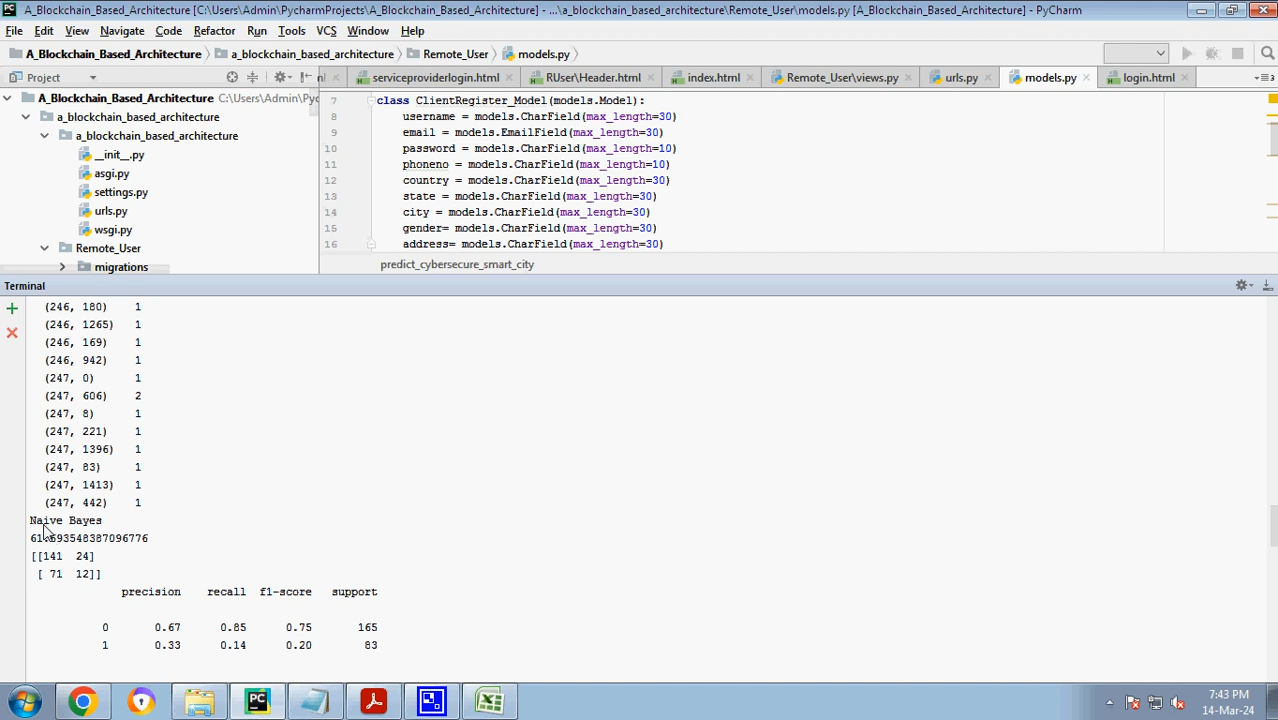 A_Blockchain_Based_Architecture [C:\Users\Admin\PycharmProjects\A_Blockchain_Based_Architecture] - ...\a_blockchain_based_architecture\Remote_User\models.py [A_Blockchain_Based_Architecture] - PyCharm
File Edit View Navigate Code Refactor Run Tools VCS Window Help
A_Blockchain_Based_Architecture a_blockchain_based_architecture Remote_User models.py
Project nl serviceproviderlogin.html RUser\Header.html index.html Remote_User\views.py urls.py models.py login.html
A_Blockchain_Based_Architecture C:\Users\Admin\Pyc
a_blockchain_based_architecture
a_blockchain_based_architecture
__init__.py
asgi.py
settings.py
urls.py
wsgi.py
Remote_User
migrations
7 class ClientRegister_Model(models.Model):
8 username = models.CharField(max_length=30)
9 email = models.EmailField(max_length=30)
10 password = models.CharField(max_length=10)
11 phoneno = models.CharField(max_length=10)
12 country = models.CharField(max_length=30)
13 state = models.CharField(max_length=30)
14 city = models.CharField(max_length=30)
15 gender= models.CharField(max_length=30)
16 address= models.CharField(max_length=30)
predict_cybersecure_smart_city
Terminal
(246, 180) 1
(246, 1265) 1
(246, 169) 1
(246, 942) 1
(247, 0) 1
(247, 606) 2
(247, 8) 1
(247, 221) 1
(247, 1396) 1
(247, 83) 1
(247, 1413) 1
(247, 442) 1
Naive Bayes
[[141 24]
[ 71 12]]
precision recall f1-score support
0 0.67 0.85 0.75 165
1 0.33 0.14 0.20 83
7:43 PM
14-Mar-24